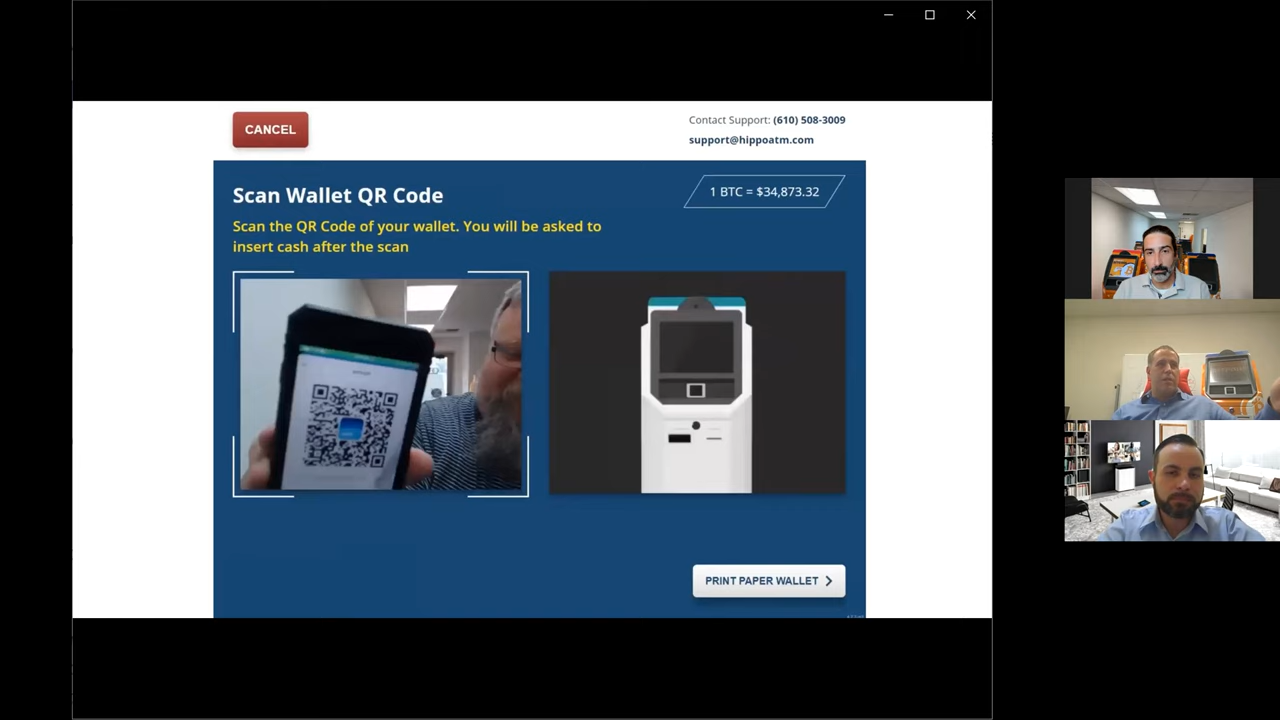 CANCEL
Contact Support: (610) 508-3009
support@hippoatm.com
Scan Wallet QR Code
1 BTC = $34,873.32
Scan the QR Code of your wallet. You will be asked to
insert cash after the scan
PRINT PAPER WALLET